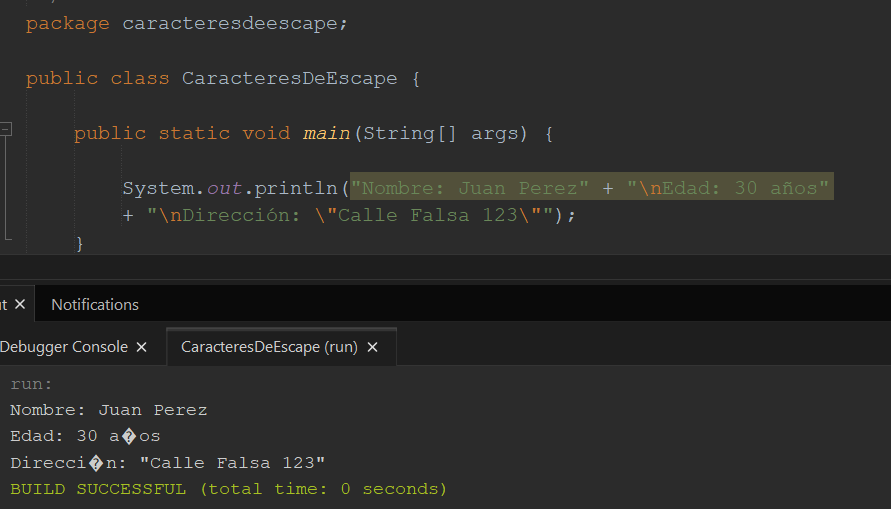 package caracteresdeescape;
public class CaracteresDeEscape {
public static void main(String[] args) {
System.out.println("Nombre: Juan Perez" + "\nEdad: 30 años"
+ "\nDirección: \"Calle Falsa 123\"");
}
Notifications
Debugger Console
CaracteresDeEscape (run)
run:
Nombre: Juan Perez
Edad: 30 a�os
Direcci�n: "Calle Falsa 123"
BUILD SUCCESSFUL (total time: 0 seconds)